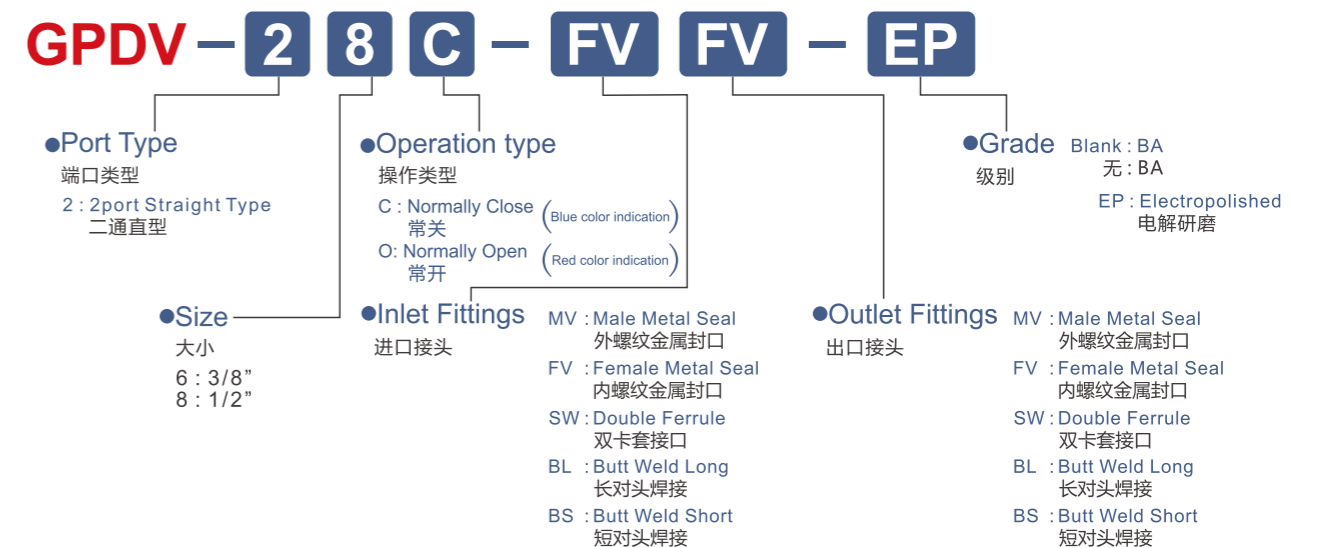 GPDV — 2 8 C — FV FV — EP
●Port Type
端口类型
2 : 2port Straight Type
二通直型
●Size
大小
6 : 3/8”
8 : 1/2”
●Operation type
操作类型
C : Normally Close (Blue color indication)
常关
O: Normally Open (Red color indication)
常开
●Inlet Fittings
进口接头
MV : Male Metal Seal
外螺纹金属封口
FV : Female Metal Seal
内螺纹金属封口
SW : Double Ferrule
双卡套接口
BL : Butt Weld Long
长对头焊接
BS : Butt Weld Short
短对头焊接
●Outlet Fittings
出口接头
MV : Male Metal Seal
外螺纹金属封口
FV : Female Metal Seal
内螺纹金属封口
SW : Double Ferrule
双卡套接口
BL : Butt Weld Long
长对头焊接
BS : Butt Weld Short
短对头焊接
●Grade
级别
Blank : BA
无 : BA
EP : Electropolished
电解研磨